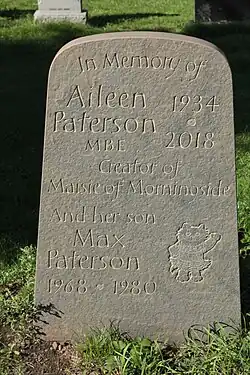 In Memory of
Aileen 1934
Paterson ~
MBE 2018
Creator of
Maisie of Morningside
And her son
Max
Paterson
1968 ~ 1980